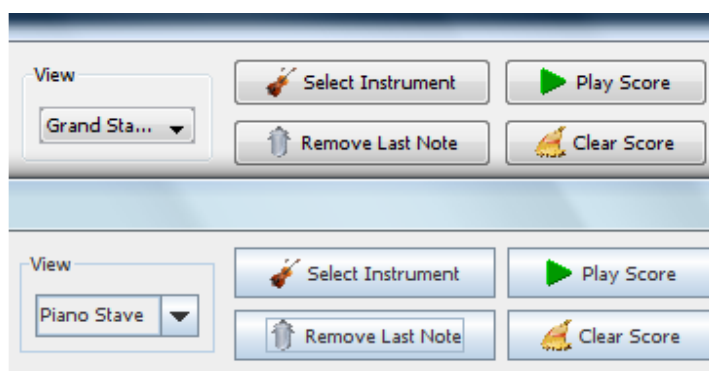 View
Select Instrument
Play Score
Grand Sta...
Remove Last Note
Clear Score
View
Select Instrument
Play Score
Piano Stave
Remove Last Note
Clear Score